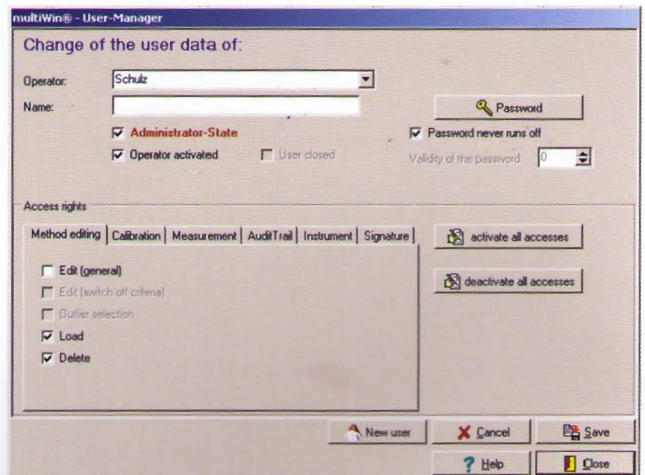 multiWin® - User-Manager
Change of the user data of:
Operator: Schulz
Name: Password
Administrator-State Password never runs off
Operator activated User closed Validity of the password 0
Access rights
Method editing Calibration Measurement AuditTrail Instrument Signature activate all accesses
Edit (general)
Edit (switch off criteria) deactivate all accesses
Outlier selection
Load
Delete
New user Cancel Save
Help Close